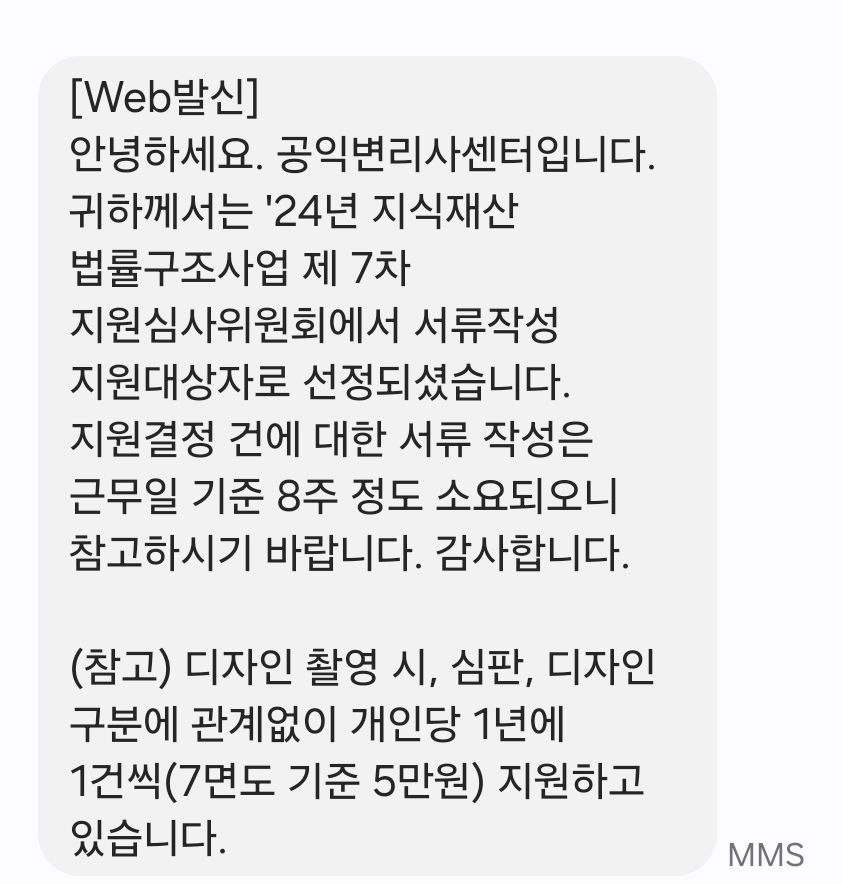 [Web발신]
안녕하세요. 공익변리사센터입니다.
귀하께서는 '24년 지식재산
법률구조사업 제 7차
지원심사위원회에서 서류작성
지원대상자로 선정되셨습니다.
지원결정 건에 대한 서류 작성은
근무일 기준 8주 정도 소요되오니
참고하시기 바랍니다. 감사합니다.
(참고) 디자인 촬영 시, 심판, 디자인
구분에 관계없이 개인당 1년에
1건씩(7면도 기준 5만원) 지원하고
있습니다.
MMS